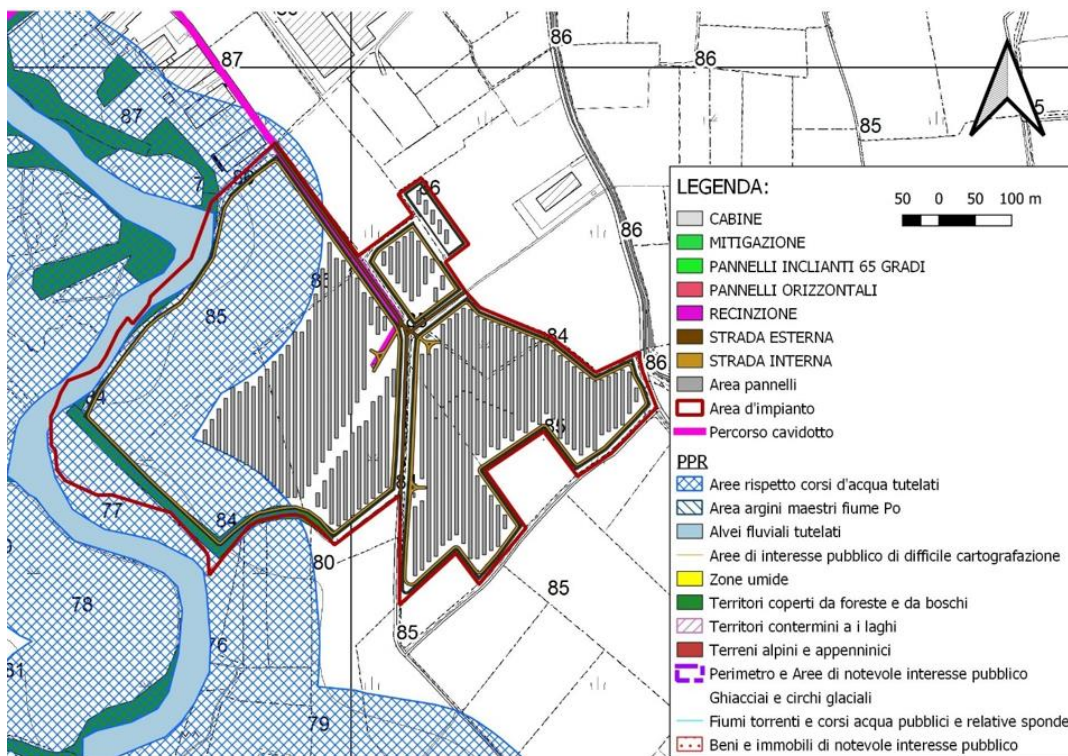 86
87
86
86
85
5
87
86
86
86
85
84
86
84
85
77
84
80
78
85
85
76
79
LEGENDA:
50 0 50 100 m
CABINE
MITIGAZIONE
PANNELLI INCLIANTI 65 GRADI
PANNELLI ORIZZONTALI
RECINZIONE
STRADA ESTERNA
STRADA INTERNA
Area pannelli
Area d'impianto
Percorso cavidotto
PPR
Aree rispetto corsi d'acqua tutelati
Area argini maestri fiume Po
Alvei fluviali tutelati
Aree di interesse pubblico di difficile cartografazione
Zone umide
Territori coperti da foreste e da boschi
Territori contermini a i laghi
Terreni alpini e appenninici
Perimetro e Aree di notevole interesse pubblico
Ghiacciai e circhi glaciali
Fiumi torrenti e corsi acqua pubblici e relative sponde
Beni e immobili di notevole interesse pubblico